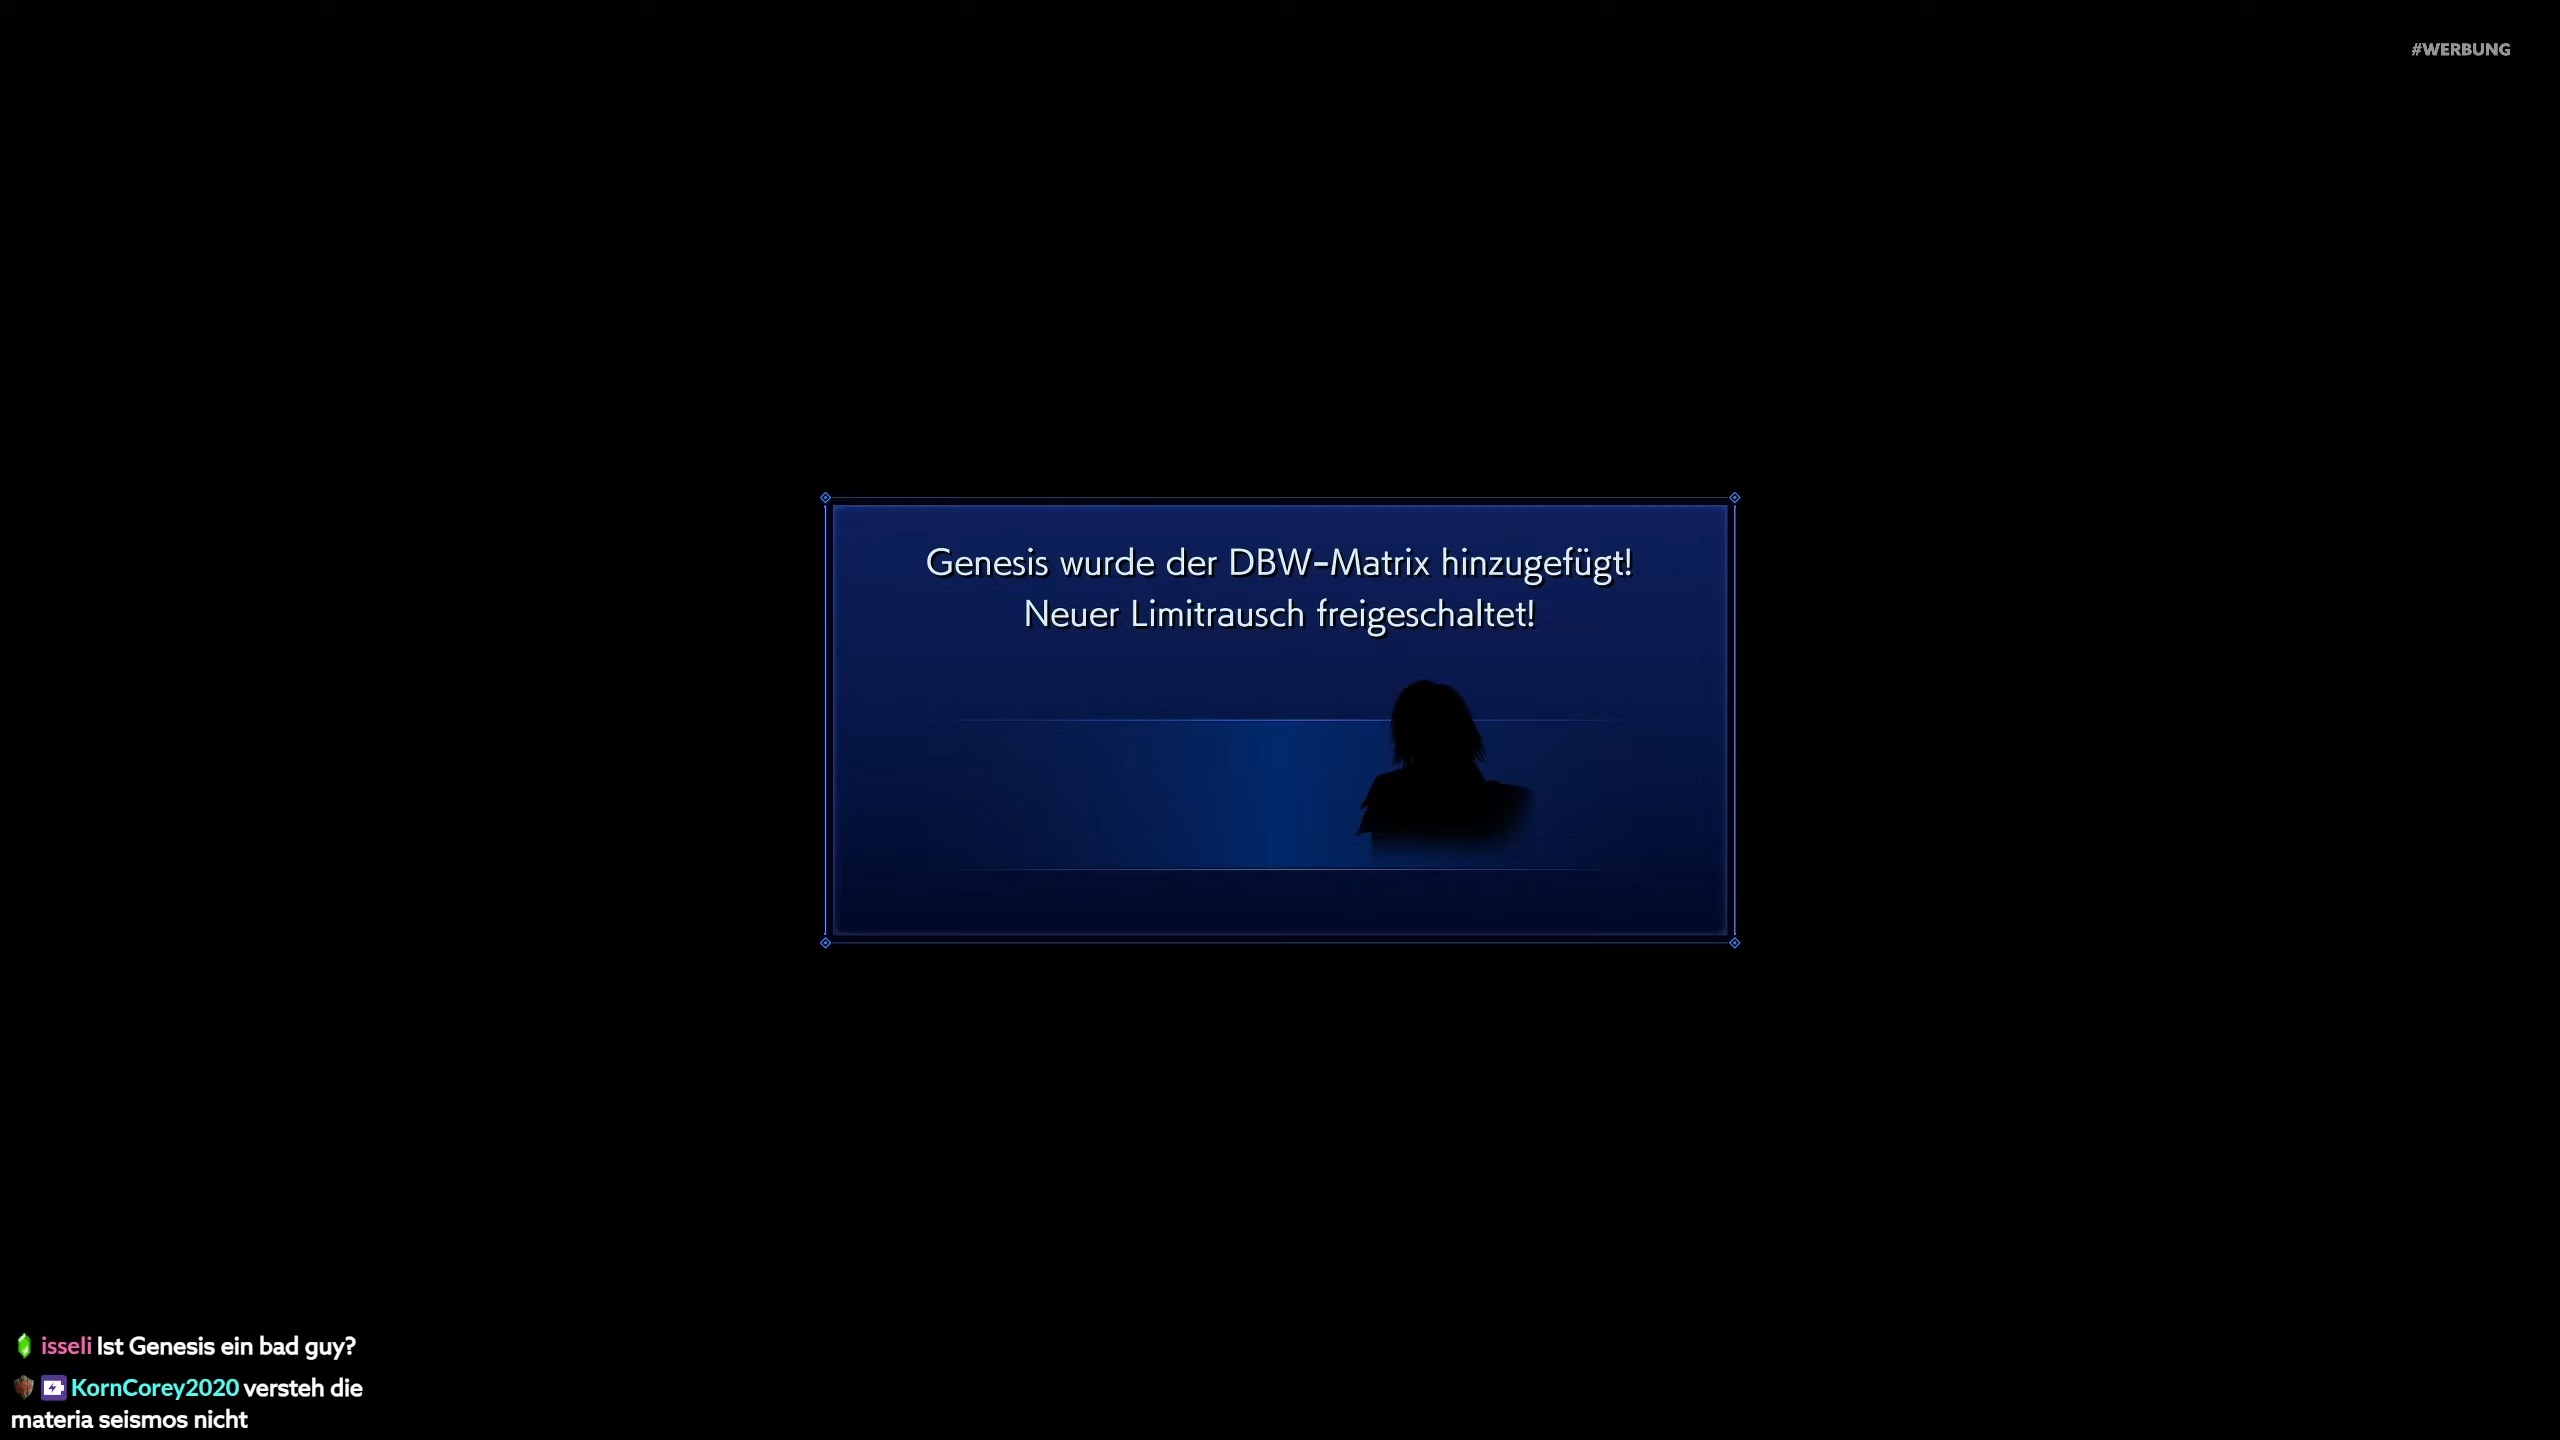 #WERBUNG
Genesis wurde der DBW-Matrix hinzugefügt!
Neuer Limitrausch freigeschaltet!
isseli Ist Genesis ein bad guy?
KornCorey2020 versteh die
materia seismos nicht